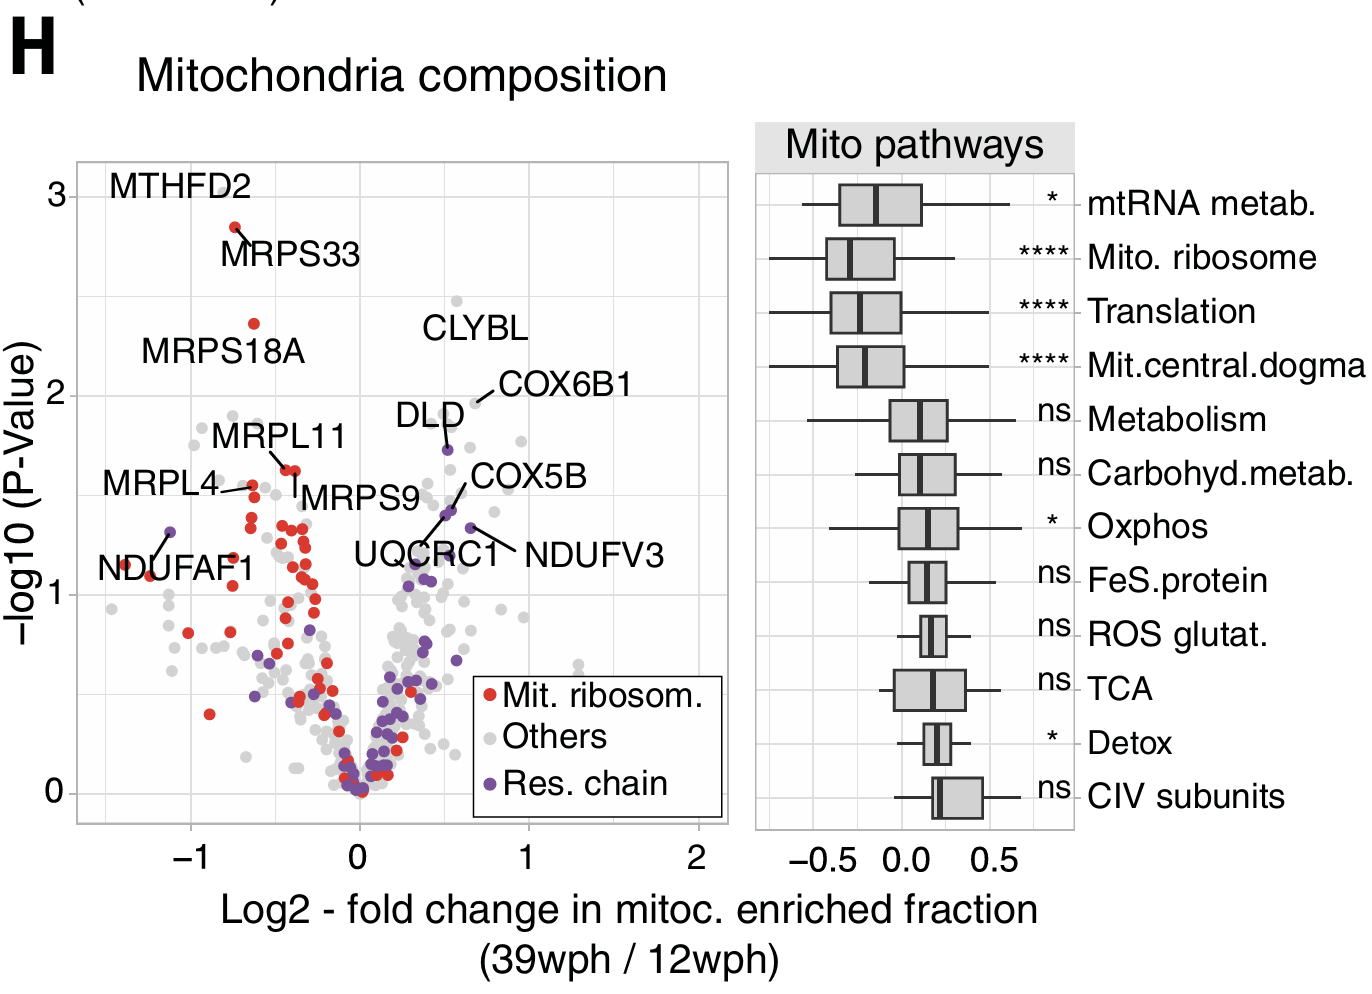 H
Mitochondria composition
Mito pathways
3
2
1
0
−log10 (P-Value)
MTHFD2
MRPS33
MRPS18A
CLYBL
COX6B1
DLD
MRPL11
MRPL4
MRPS9
COX5B
UQCRC1
NDUFV3
NDUFAF1
Mit. ribosom.
Others
Res. chain
* mtRNA metab.
**** Mito. ribosome
**** Translation
**** Mit.central.dogma
ns Metabolism
ns Carbohyd.metab.
* Oxphos
ns FeS.protein
ns ROS glutat.
ns TCA
* Detox
ns CIV subunits
−1 0 1 2
−0.5 0.0 0.5
Log2 - fold change in mitoc. enriched fraction
(39wph / 12wph)